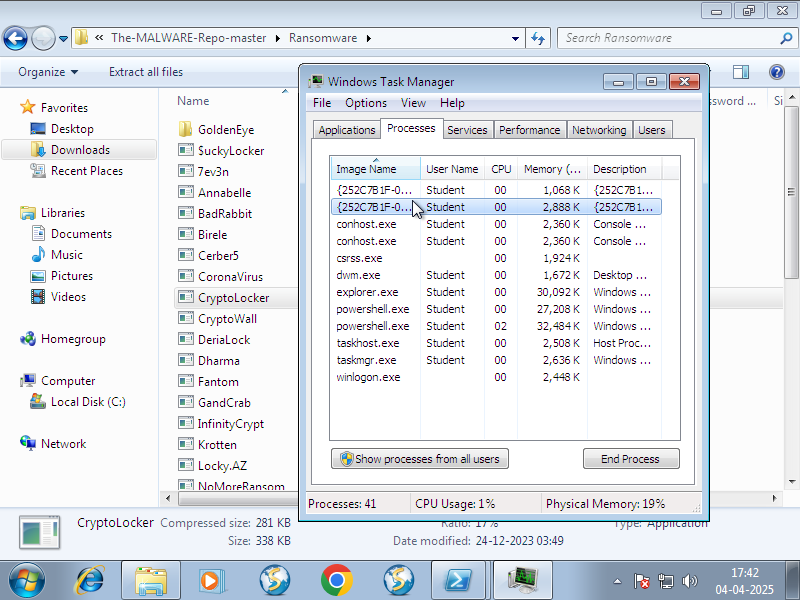 « The-MALWARE-Repo-master Ransomware
Search Ransomware
Organize
Extract all files
Favorites
Desktop
Downloads
Recent Places
Libraries
Documents
Music
Pictures
Videos
Homegroup
Computer
Local Disk (C:)
Network
Name
GoldenEye
$uckyLocker
7ev3n
Annabelle
BadRabbit
Birele
Cerber5
CoronaVirus
CryptoLocker
CryptoWall
DeriaLock
Dharma
Fantom
GandCrab
InfinityCrypt
Krotten
Locky.AZ
NoMoreRansom
ssword ...
Si
Windows Task Manager
File Options View Help
Applications Processes Services Performance Networking Users
Image Name User Name CPU Memory (... Description
{252C7B1F-0... Student 00 1,068 K {252C7B1...
{252C7B1F-0... Student 00 2,888 K {252C7B1...
conhost.exe Student 00 2,360 K Console ...
conhost.exe Student 00 2,360 K Console ...
csrss.exe 00 1,924 K
dwm.exe Student 00 1,672 K Desktop ...
explorer.exe Student 00 30,092 K Windows ...
powershell.exe Student 00 27,208 K Windows ...
powershell.exe Student 02 32,484 K Windows ...
taskhost.exe Student 00 2,508 K Host Proc...
taskmgr.exe Student 00 2,636 K Windows ...
winlogon.exe 00 2,448 K
Show processes from all users
End Process
Processes: 41 CPU Usage: 1% Physical Memory: 19%
CryptoLocker Compressed size: 281 KB Ratio: 17% Type: Application
Size: 338 KB Date modified: 24-12-2023 03:49
17:42
04-04-2025